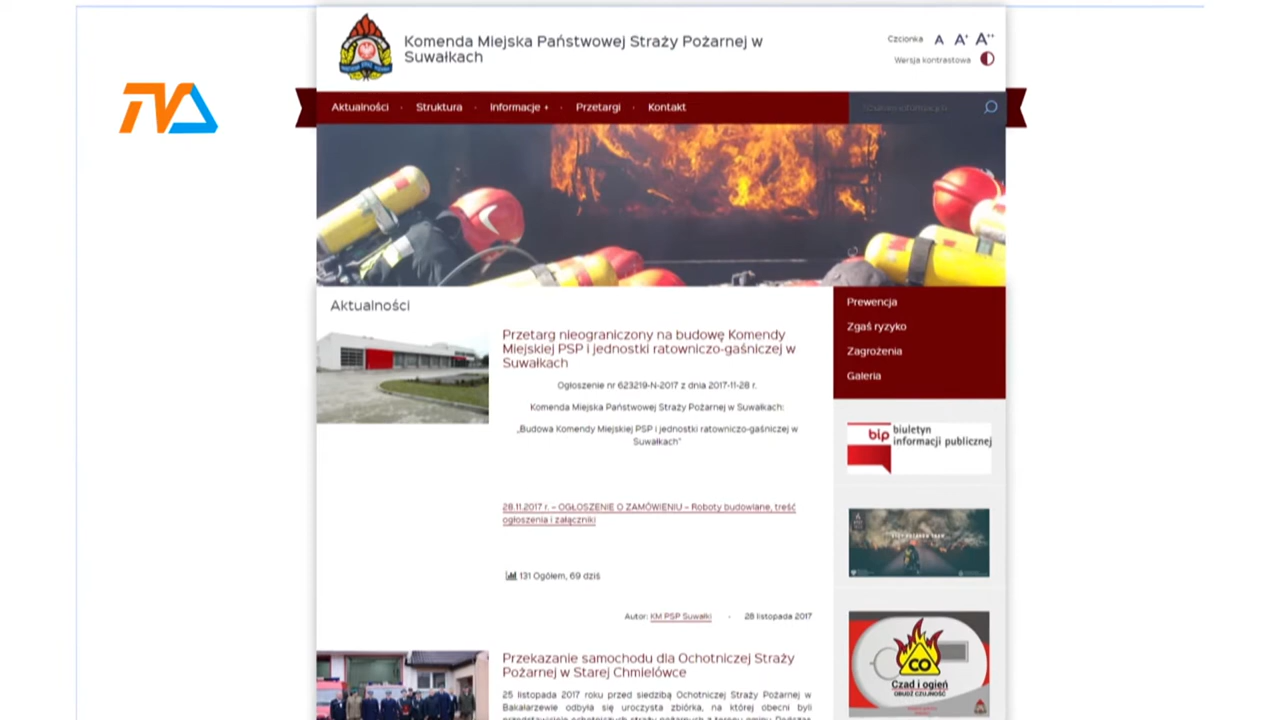 Komenda Miejska Państwowej Straży Pożarnej w
Suwałkach
Czcionka A A+ A++
Wersja kontrastowa
TVA
Aktualności · Struktura · Informacje + · Przetargi · Kontakt
Aktualności
Przetarg nieograniczony na budowę Komendy
Miejskiej PSP i jednostki ratowniczo-gaśniczej w
Suwałkach
Ogłoszenie nr 623219-N-2017 z dnia 2017-11-28 r.
Komenda Miejska Państwowej Straży Pożarnej w Suwałkach:
„Budowa Komendy Miejskiej PSP i jednostki ratowniczo-gaśniczej w
Suwałkach"
28.11.2017 r. – OGŁOSZENIE O ZAMÓWIENIU – Roboty budowlane, treść
ogłoszenia i załączniki
131 Ogółem, 69 dziś
Autor: KM PSP Suwałki - 28 listopada 2017
Przekazanie samochodu dla Ochotniczej Straży
Pożarnej w Starej Chmielówce
25 listopada 2017 roku przed siedzibą Ochotniczej Straży Pożarnej w
Bakałarzewie odbyła się uroczysta zbiórka, na której obecni byli
Prewencja
Zgaś ryzyko
Zagrożenia
Galeria
bip biuletyn
informacji publicznej
CO
Czad i ogień
OBUDŹ CZUJNOŚĆ